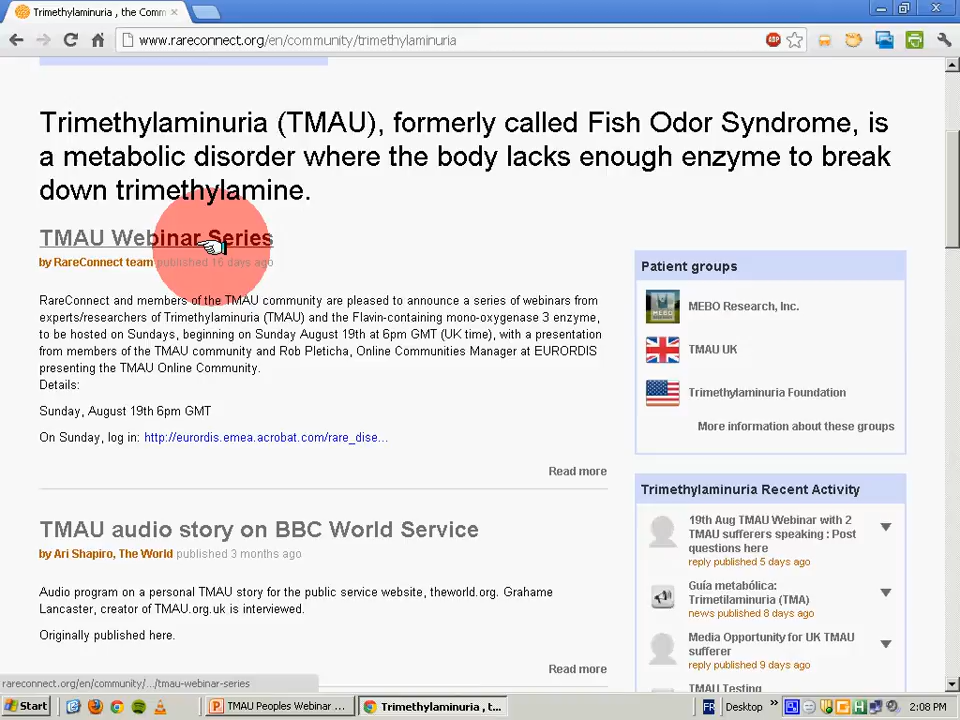 Trimethylaminuria , the Comm
www.rareconnect.org/en/community/trimethylaminuria
ABP
Trimethylaminuria (TMAU), formerly called Fish Odor Syndrome, is
a metabolic disorder where the body lacks enough enzyme to break
down trimethylamine.
TMAU Webinar Series
by RareConnect team published 16 days ago
RareConnect and members of the TMAU community are pleased to announce a series of webinars from
experts/researchers of Trimethylaminuria (TMAU) and the Flavin-containing mono-oxygenase 3 enzyme,
to be hosted on Sundays, beginning on Sunday August 19th at 6pm GMT (UK time), with a presentation
from members of the TMAU community and Rob Pleticha, Online Communities Manager at EURORDIS
presenting the TMAU Online Community.
Details:
Sunday, August 19th 6pm GMT
On Sunday, log in: http://eurordis.emea.acrobat.com/rare_dise...
Read more
TMAU audio story on BBC World Service
by Ari Shapiro, The World published 3 months ago
Audio program on a personal TMAU story for the public service website, theworld.org. Grahame
Lancaster, creator of TMAU.org.uk is interviewed.
Originally published here.
Read more
Patient groups
MEBO Research, Inc.
TMAU UK
Trimethylaminuria Foundation
More information about these groups
Trimethylaminuria Recent Activity
19th Aug TMAU Webinar with 2
TMAU sufferers speaking : Post
questions here
reply published 5 days ago
Guía metabólica:
Trimetilaminuria (TMA)
news published 8 days ago
Media Opportunity for UK TMAU
sufferer
reply published 9 days ago
TMAU Testing
rareconnect.org/en/community/.../tmau-webinar-series
Start
TMAU Peoples Webinar ...
Trimethylaminuria , t...
FR
Desktop
2:08 PM